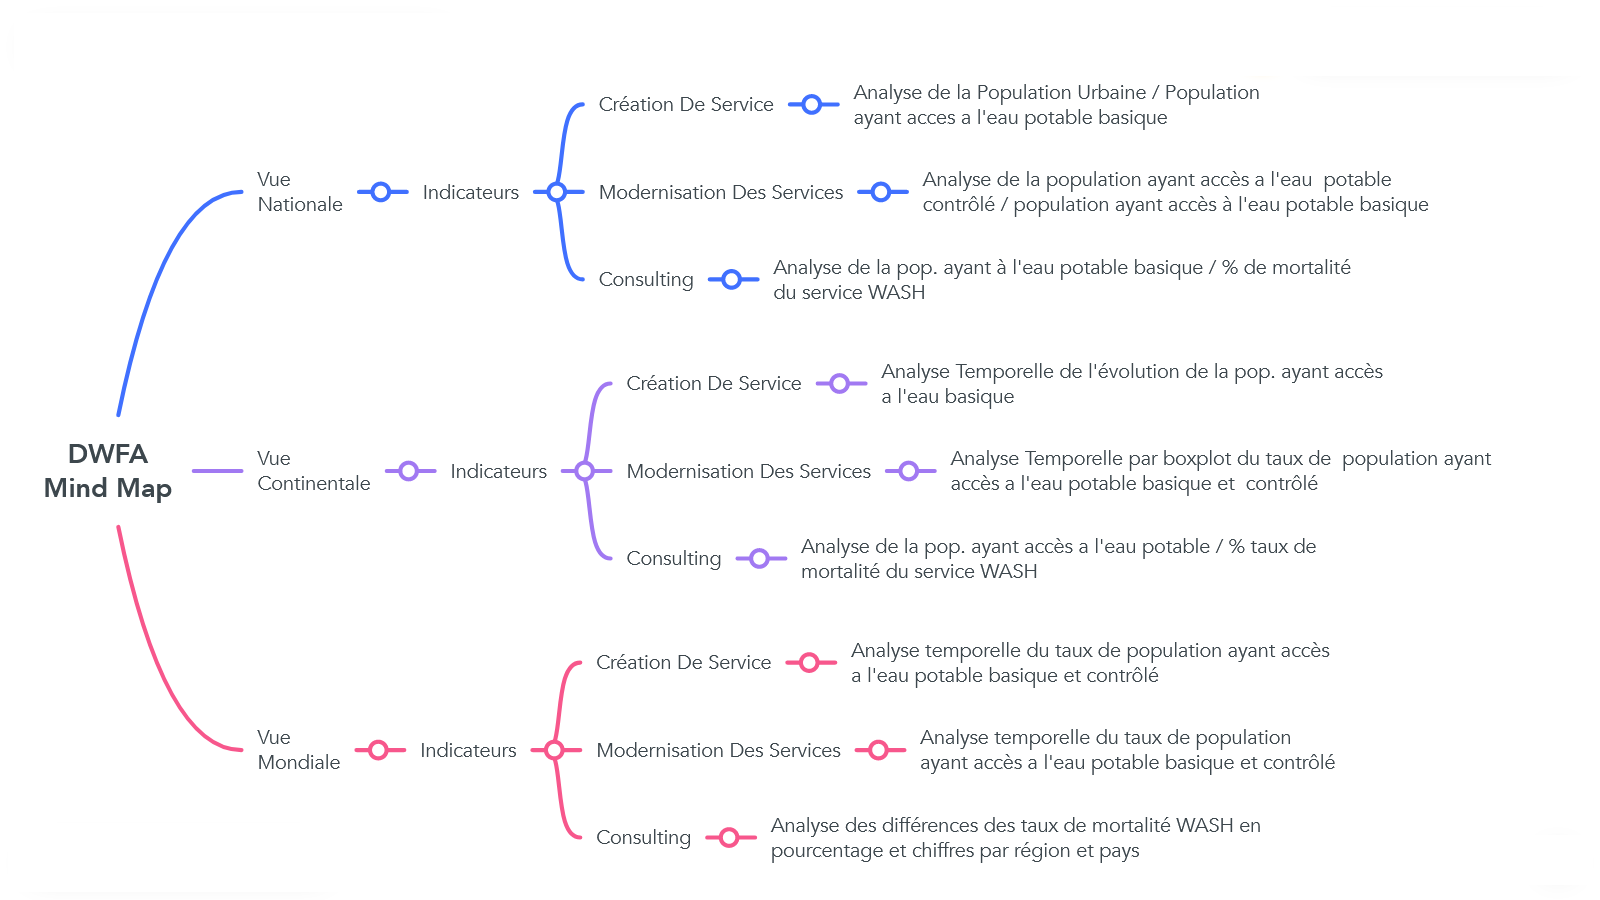 DWFA
Mind Map
Vue
Nationale
Indicateurs
Création De Service
Analyse de la Population Urbaine / Population
ayant acces a l'eau potable basique
Modernisation Des Services
Analyse de la population ayant accès a l'eau  potable
contrôlé / population ayant accès à l'eau potable basique
Consulting
Analyse de la pop. ayant à l'eau potable basique / % de mortalité
du service WASH
Vue
Continentale
Indicateurs
Création De Service
Analyse Temporelle de l'évolution de la pop. ayant accès
a l'eau basique
Modernisation Des Services
Analyse Temporelle par boxplot du taux de  population ayant
accès a l'eau potable basique et  contrôlé
Consulting
Analyse de la pop. ayant accès a l'eau potable / % taux de
mortalité du service WASH
Vue
Mondiale
Indicateurs
Création De Service
Analyse temporelle du taux de population ayant accès
a l'eau potable basique et contrôlé
Modernisation Des Services
Analyse temporelle du taux de population
ayant accès a l'eau potable basique et contrôlé
Consulting
Analyse des différences des taux de mortalité WASH en
pourcentage et chiffres par région et pays